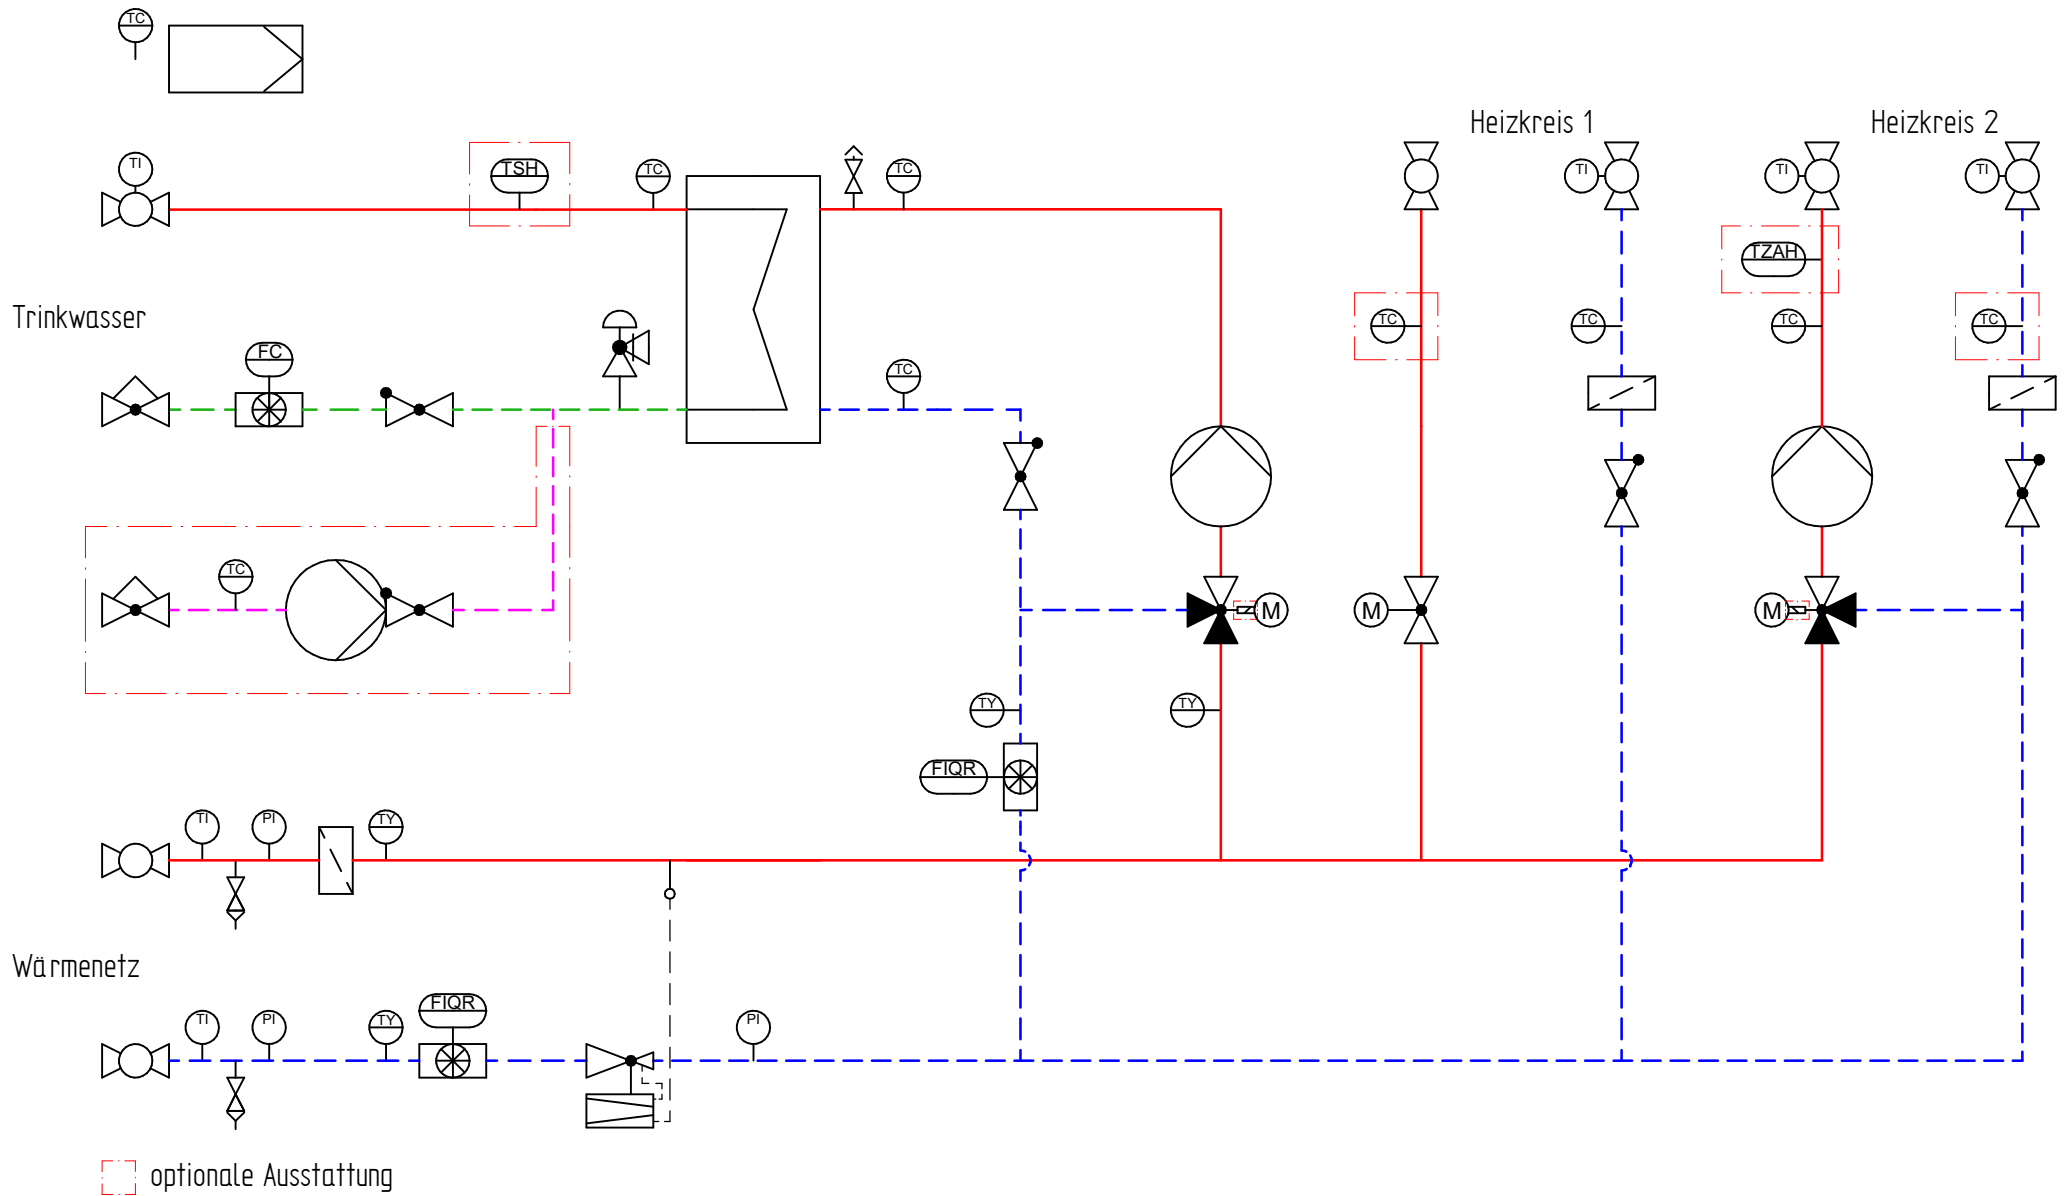 TC
Heizkreis 1
Heizkreis 2
TI
TSH
TC
TC
TI
TI
TI
TZAH
Trinkwasser
FC
TC
TC
TC
TC
TC
TC
M
M
M
TY
TY
FIQR
TI
PI
TY
Wärmenetz
TI
PI
TY
FIQR
PI
optionale Ausstattung